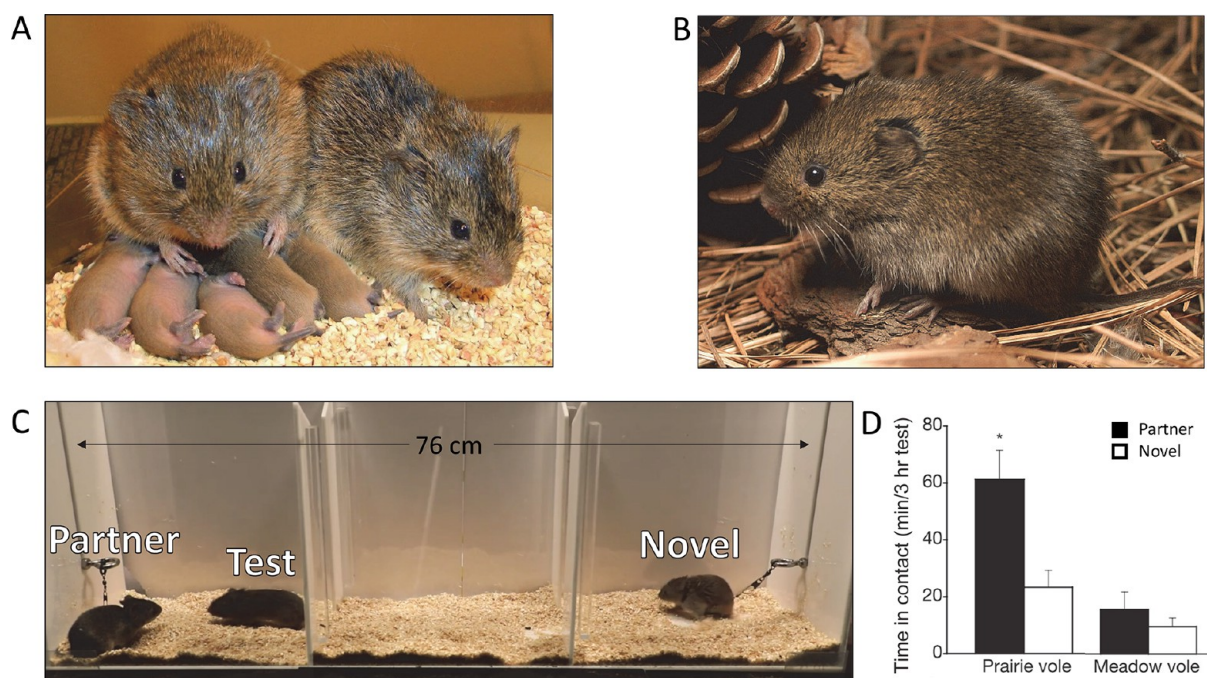 A
B
C
76 cm
Partner
Test
Novel
D
Time in contact (min/3 hr test)
80
60
40
20
0
*
Partner
Novel
Prairie vole
Meadow vole